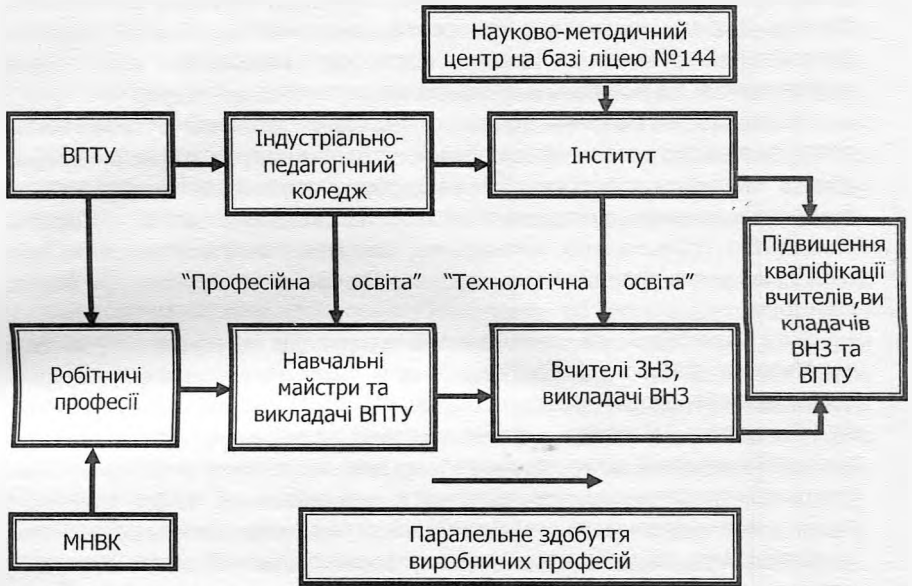 Науково-методичний
центр на базі ліцею №144
ВПТУ
Індустріально-
педагогічний
коледж
Інститут
“Професійна освіта” “Технологічна освіта”
Підвищення
кваліфікації
вчителів,ви
кладачів
ВНЗ та
ВПТУ
Робітничі
професії
Навчальні
майстри та
викладачі ВПТУ
Вчителі ЗНЗ,
викладачі ВНЗ
МНВК
Паралельне здобуття
виробничих професій